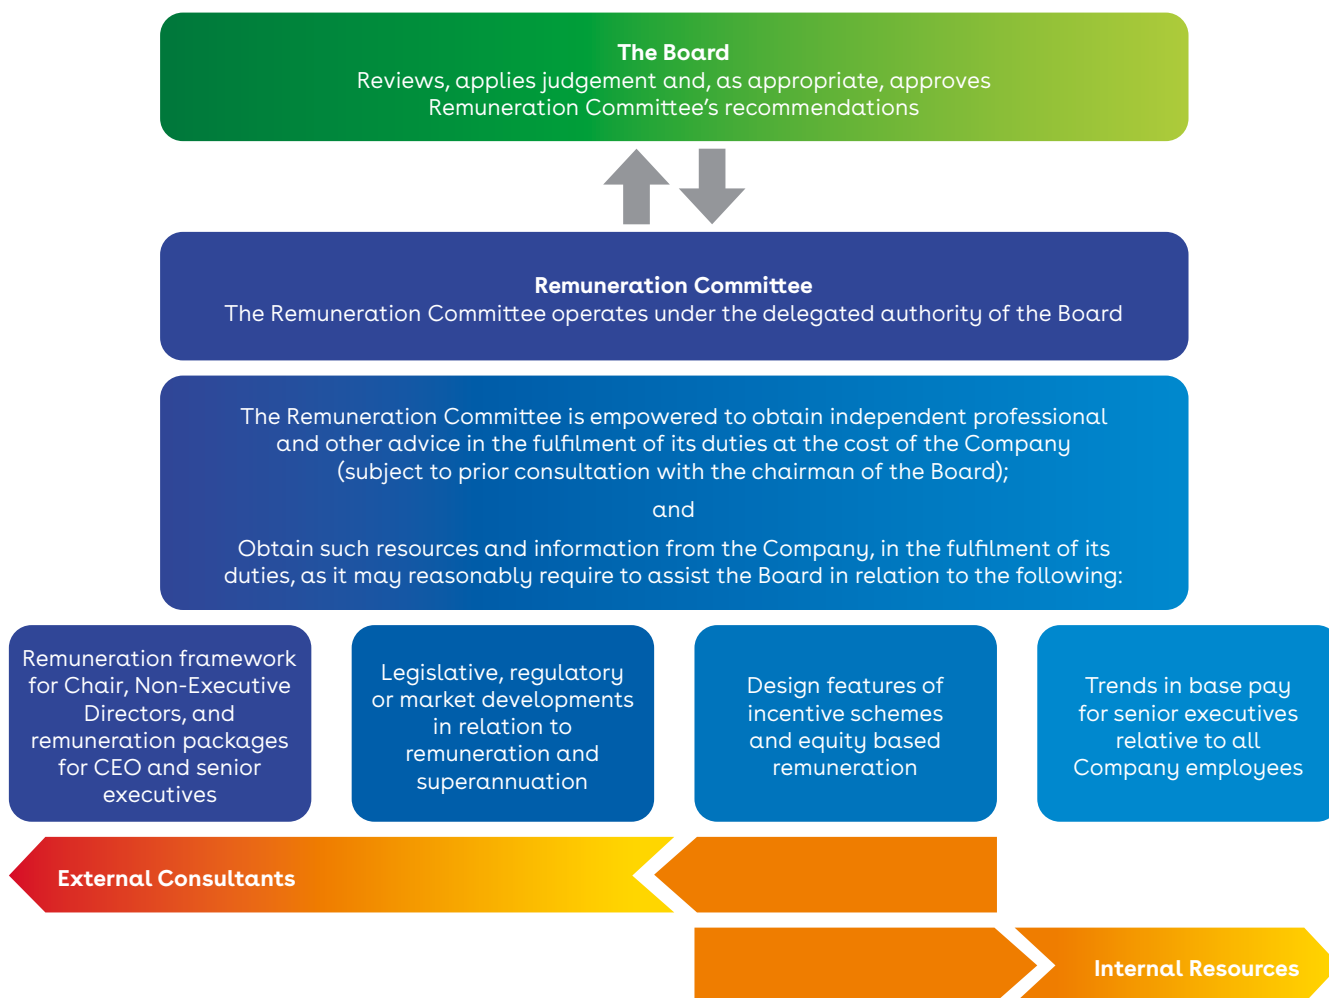 The Board
Reviews, applies judgement and, as appropriate, approves
Remuneration Committee's recommendations
Remuneration Committee
The Remuneration Committee operates under the delegated authority of the Board
The Remuneration Committee is empowered to obtain independent professional
and other advice in the fulfilment of its duties at the cost of the Company
(subject to prior consultation with the chairman of the Board);
and
Obtain such resources and information from the Company, in the fulfilment of its
duties, as it may reasonably require to assist the Board in relation to the following:
Remuneration framework
for Chair, Non-Executive
Directors, and
remuneration packages
for CEO and senior
executives
Legislative, regulatory
or market developments
in relation to
remuneration and
superannuation
Design features of
incentive schemes
and equity based
remuneration
Trends in base pay
for senior executives
relative to all
Company employees
External Consultants
Internal Resources